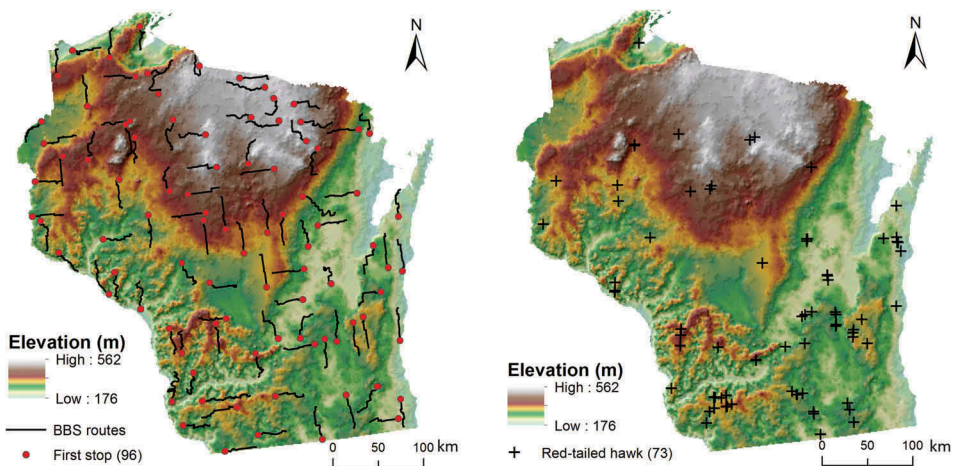 N
Elevation (m)
High : 562
Low : 176
BBS routes
First stop (96)
0 50 100 km
N
Elevation (m)
High : 562
Low : 176
Red-tailed hawk (73)
0 50 100 km